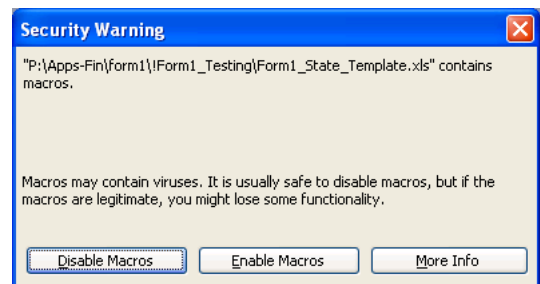 Security Warning
"P:\Apps-Fin\form1\!Form1_Testing\Form1_State_Template.xls" contains
macros.
Macros may contain viruses. It is usually safe to disable macros, but if the
macros are legitimate, you might lose some functionality.
Disable Macros Enable Macros More Info